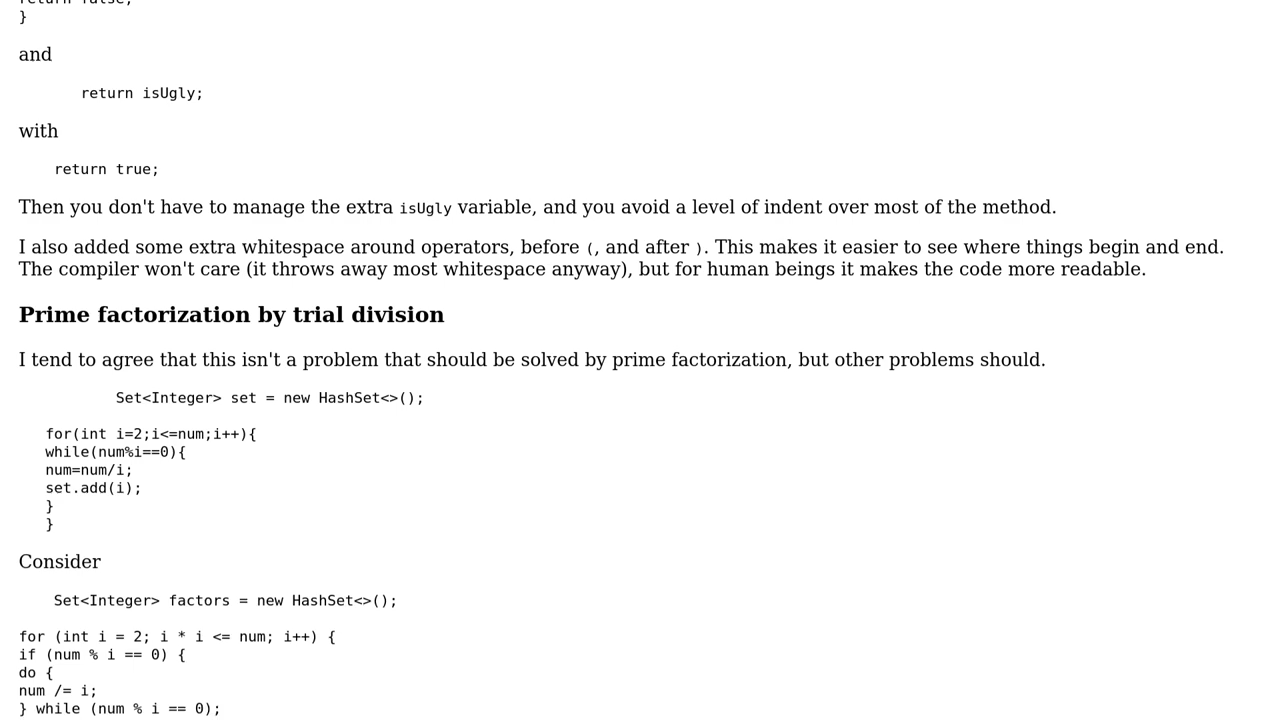 return false;
}
and
return isUgly;
with
return true;
Then you don't have to manage the extra isUgly variable, and you avoid a level of indent over most of the method.
I also added some extra whitespace around operators, before (, and after ). This makes it easier to see where things begin and end.
The compiler won't care (it throws away most whitespace anyway), but for human beings it makes the code more readable.
Prime factorization by trial division
I tend to agree that this isn't a problem that should be solved by prime factorization, but other problems should.
Set<Integer> set = new HashSet<>();
for(int i=2;i<=num;i++){
while(num%i==0){
num=num/i;
set.add(i);
}
}
Consider
Set<Integer> factors = new HashSet<>();
for (int i = 2; i * i <= num; i++) {
if (num % i == 0) {
do {
num /= i;
} while (num % i == 0);